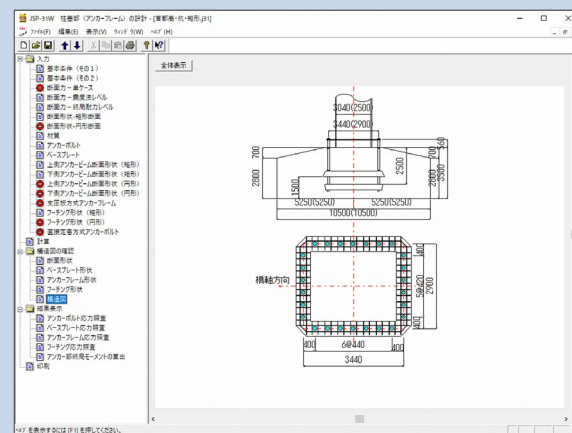 JSP-31W 柱基部（アンカーフレーム）の設計 - [首都高・杭・矩形.j31]
ファイル(F) 編集(E) 表示(V) ウィンドウ(W) ヘルプ(H)
全体表示
入力
基本条件（その１）
基本条件（その２）
断面力－単ケース
断面力－震度法レベル
断面力－終局耐力レベル
断面形状-矩形断面
断面形状-円形断面
材質
アンカーボルト
ベースプレート
上側アンカービーム断面形状（矩形）
下側アンカービーム断面形状（矩形）
上側アンカービーム断面形状（円形）
下側アンカービーム断面形状（円形）
支圧板方式アンカーフレーム
フーチング形状（矩形）
フーチング形状（円形）
直接定着方式アンカーボルト
計算
構造図の確認
断面形状
ベースプレート形状
アンカーフレーム形状
フーチング形状
構造図
結果表示
アンカーボルト応力照査
ベースプレート応力照査
アンカーフレーム応力照査
フーチング応力照査
アンカー部終局モーメントの算出
印刷
3040(2500)
3440(2900)
560
700
700
2800
1500
2500
2800
3500
5250(5250)
5250(5250)
10500(10500)
橋軸方向
400
5@420
2900
400
400
6@440
400
3440
ヘルプを表示するには [F1] を押してください。